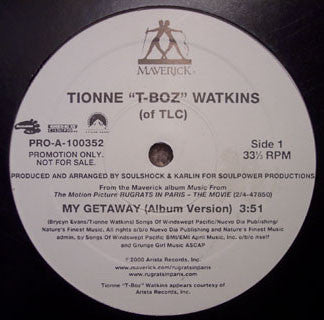 MAVERICK
TIONNE "T-BOZ" WATKINS
(of TLC)
PRO-A-100352
PROMOTION ONLY.
NOT FOR SALE.
Side 1
33⅓ RPM
PRODUCED AND ARRANGED BY SOULSHOCK & KARLIN FOR SOULPOWER PRODUCTIONS.
From the Maverick album Music From
The Motion Picture RUGRATS IN PARIS – THE MOVIE (2/4-47850)
MY GETAWAY (Album Version) 3:51
(Brycyn Evans/Tionne Watkins) Songs Of Windswept Pacific/Nuevo Dia Publishing/
Nature's Finest Music. All rights o/b/o Nuevo Dia Publishing and Nature's Finest Music
admin. by Songs Of Windswept Pacific BMI/EMI April Music, Inc. o/b/o itself
and Grunge Girl Music ASCAP
℗ 2000 Arista Records, Inc.
www.maverick.com/rugratsinparis
www.rugratsinparis.com
Tionne "T-Boz" Watkins appears courtesy of
Arista Records, Inc.